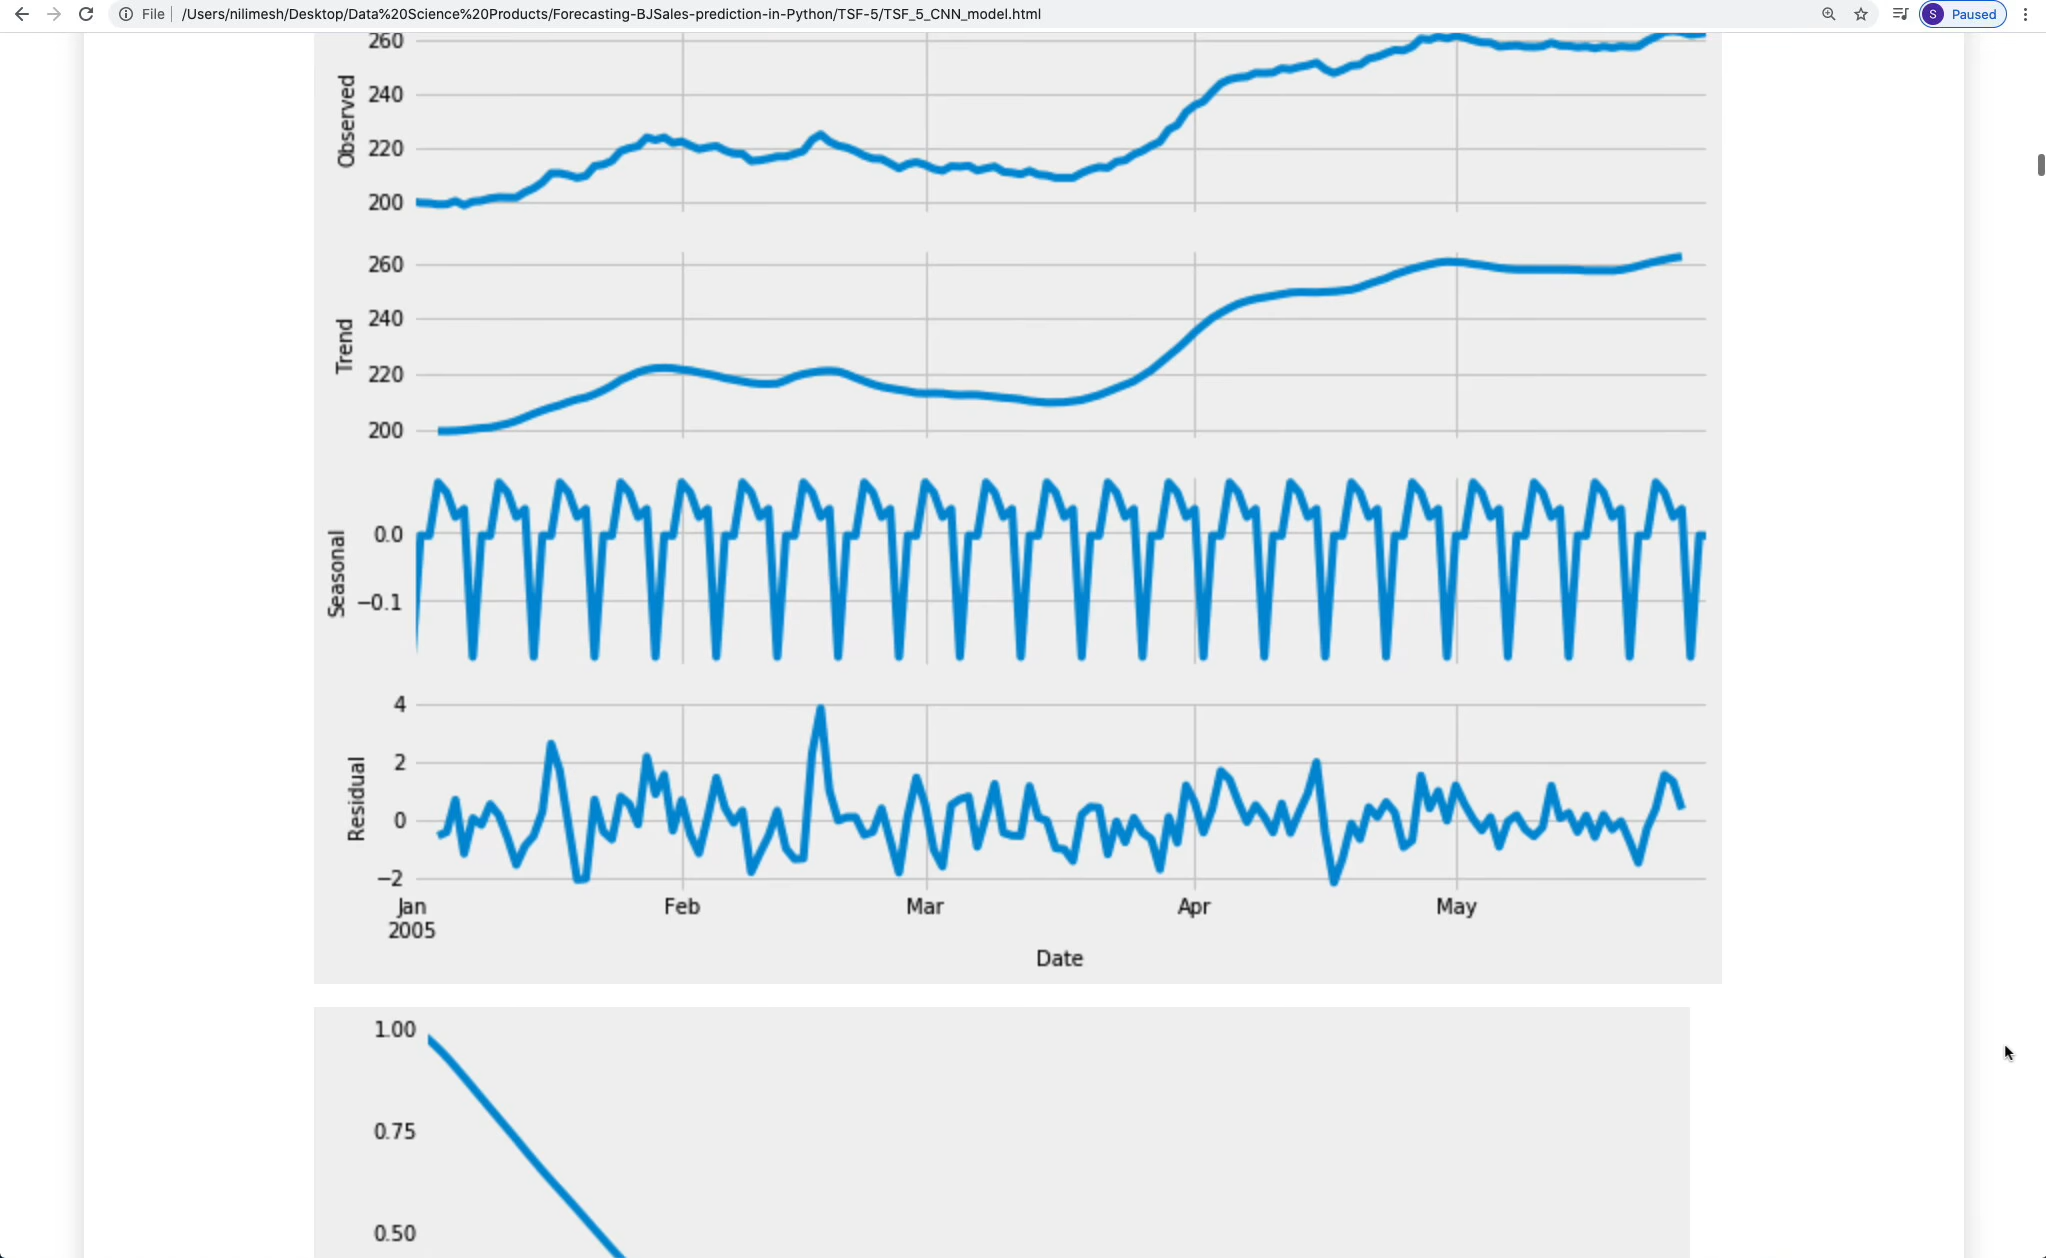 File /Users/nilimesh/Desktop/Data%20Science%20Products/Forecasting-BJSales-prediction-in-Python/TSF-5/TSF_5_CNN_model.html
S Paused
Observed
260
240
220
200
Trend
260
240
220
200
Seasonal
0.0
−0.1
Residual
4
2
0
−2
Jan Feb Mar Apr May
2005
Date
1.00
0.75
0.50